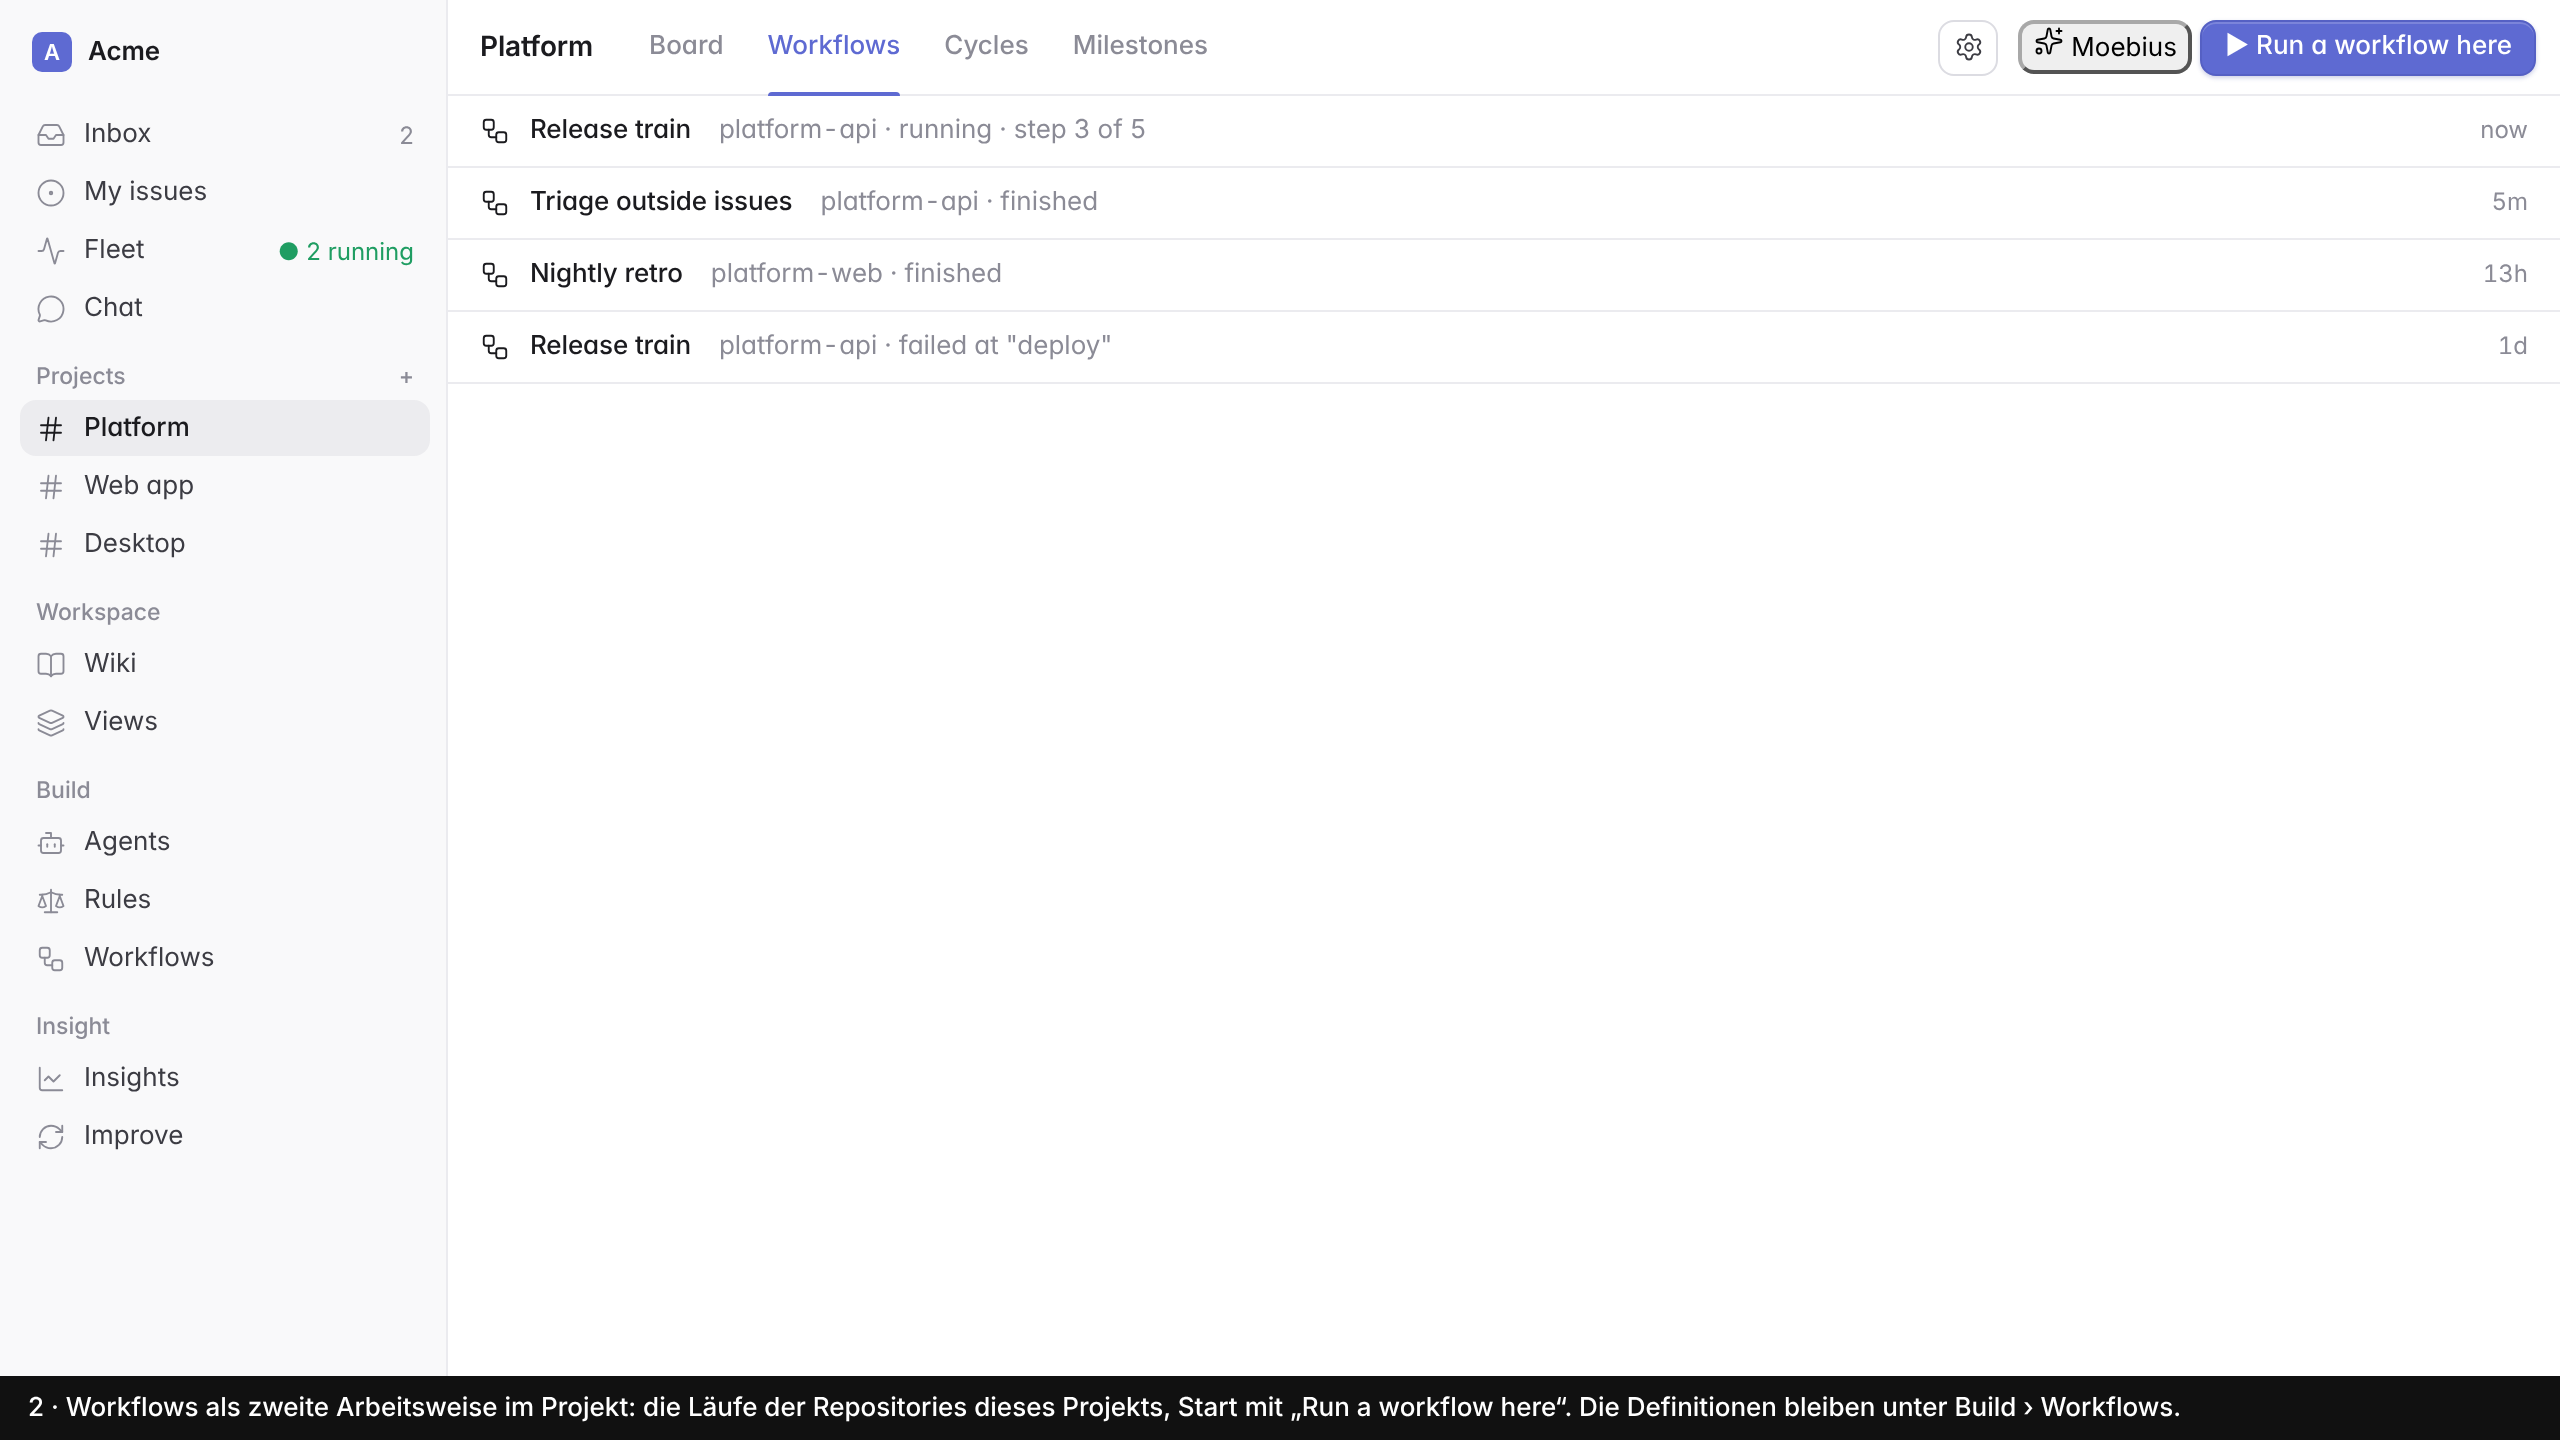 A Acme
Inbox 2
My issues
Fleet 2 running
Chat
Projects +
Platform
Web app
Desktop
Workspace
Wiki
Views
Build
Agents
Rules
Workflows
Insight
Insights
Improve
Platform Board Workflows Cycles Milestones Moebius Run a workflow here
Release train platform-api · running · step 3 of 5 now
Triage outside issues platform-api · finished 5m
Nightly retro platform-web · finished 13h
Release train platform-api · failed at "deploy" 1d
2 · Workflows als zweite Arbeitsweise im Projekt: die Läufe der Repositories dieses Projekts, Start mit „Run a workflow here“. Die Definitionen bleiben unter Build › Workflows.